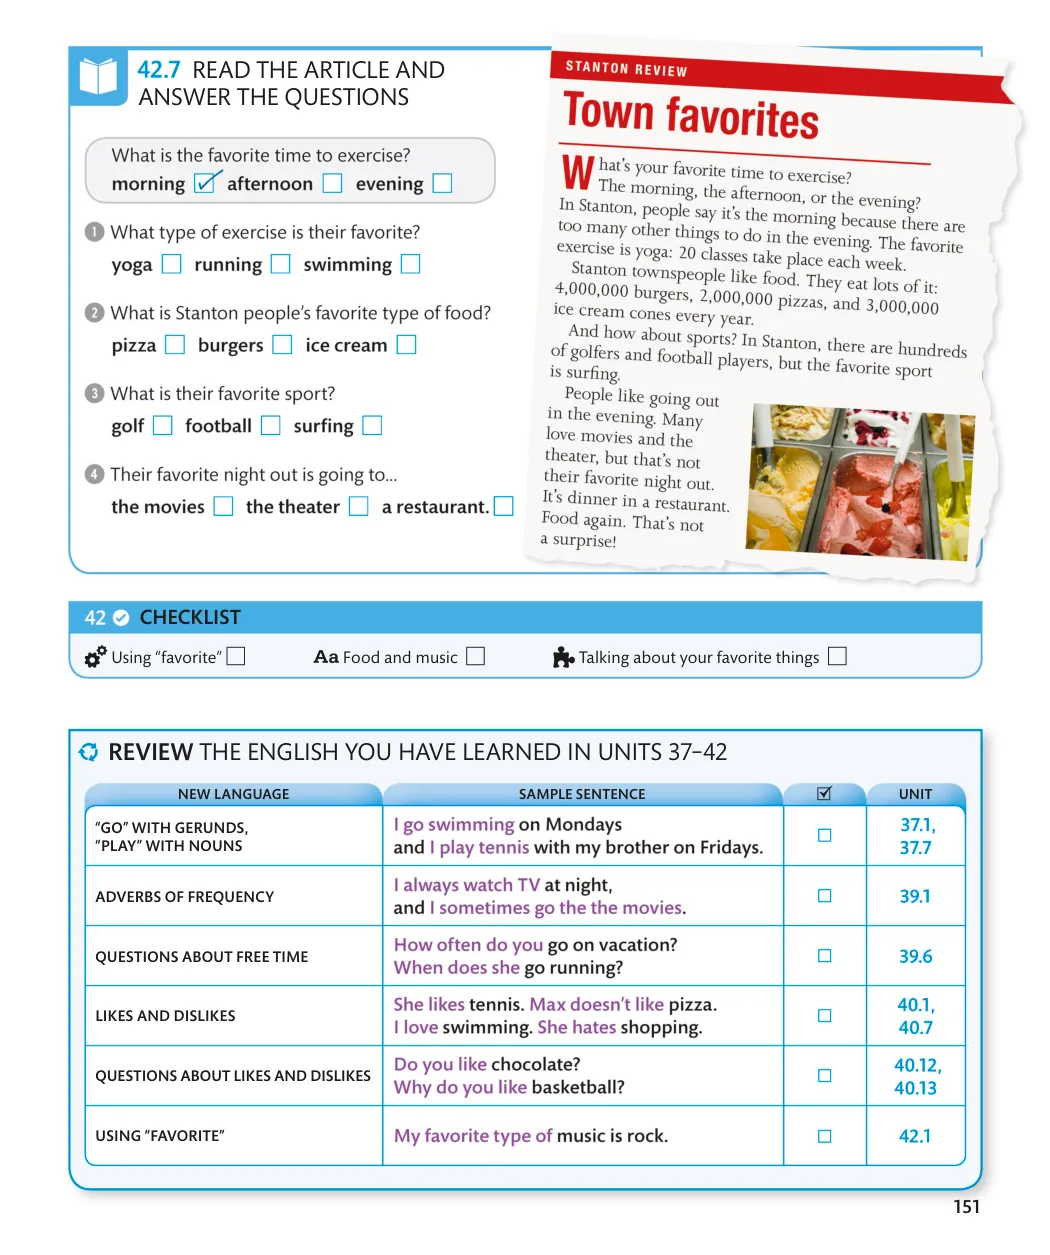 42.7 READ THE ARTICLE AND
ANSWER THE QUESTIONS
What is the favorite time to exercise?
morning afternoon evening
1 What type of exercise is their favorite?
yoga running swimming
2 What is Stanton people's favorite type of food?
pizza burgers ice cream
3 What is their favorite sport?
golf football surfing
4 Their favorite night out is going to...
the movies the theater a restaurant.
STANTON REVIEW
Town favorites
What's your favorite time to exercise?
The morning, the afternoon, or the evening?
In Stanton, people say it's the morning because there are
too many other things to do in the evening. The favorite
exercise is yoga: 20 classes take place each week.
Stanton townspeople like food. They eat lots of it:
4,000,000 burgers, 2,000,000 pizzas, and 3,000,000
ice cream cones every year.
And how about sports? In Stanton, there are hundreds
of golfers and football players, but the favorite sport
is surfing.
People like going out
in the evening. Many
love movies and the
theater, but that's not
their favorite night out.
It's dinner in a restaurant.
Food again. That's not
a surprise!
42 CHECKLIST
Using "favorite" Aa Food and music Talking about your favorite things
REVIEW THE ENGLISH YOU HAVE LEARNED IN UNITS 37–42
NEW LANGUAGE SAMPLE SENTENCE UNIT
"GO" WITH GERUNDS,
"PLAY" WITH NOUNS
I go swimming on Mondays
and I play tennis with my brother on Fridays.
37.1,
37.7
ADVERBS OF FREQUENCY
I always watch TV at night,
and I sometimes go the the movies.
39.1
QUESTIONS ABOUT FREE TIME
How often do you go on vacation?
When does she go running?
39.6
LIKES AND DISLIKES
She likes tennis. Max doesn't like pizza.
I love swimming. She hates shopping.
40.1,
40.7
QUESTIONS ABOUT LIKES AND DISLIKES
Do you like chocolate?
Why do you like basketball?
40.12,
40.13
USING "FAVORITE"
My favorite type of music is rock.
42.1
151